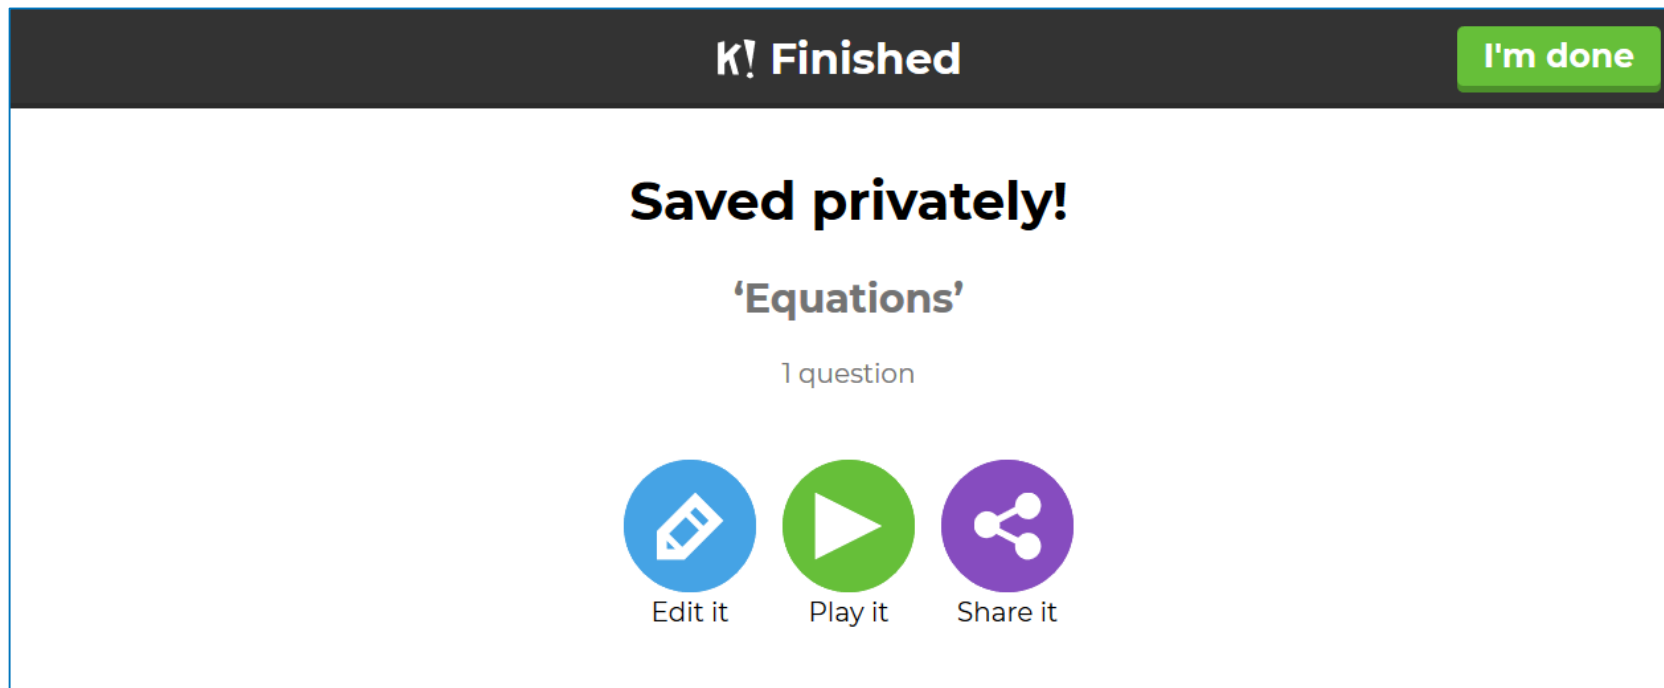 K! Finished
I'm done
Saved privately!
‘Equations’
1 question
Edit it
Play it
Share it